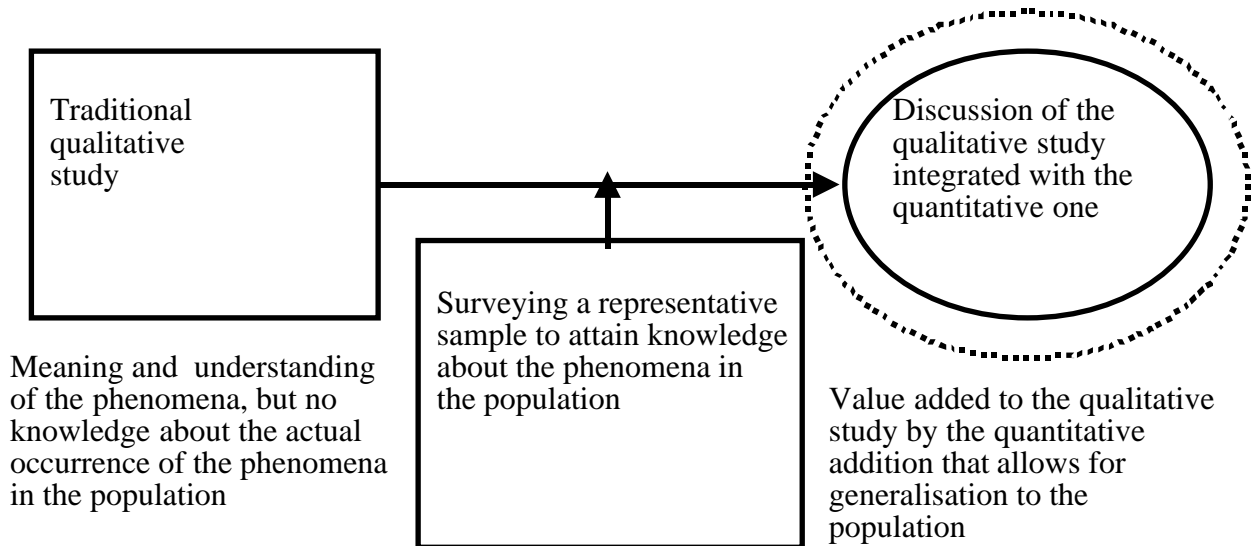 Traditional
qualitative
study
Meaning and  understanding
of the phenomena, but no
knowledge about the actual
occurrence of the phenomena
in the population
Surveying a representative
sample to attain knowledge
about the phenomena in
the population
Discussion of the
qualitative study
integrated with the
quantitative one
Value added to the qualitative
study by the quantitative
addition that allows for
generalisation to the
population